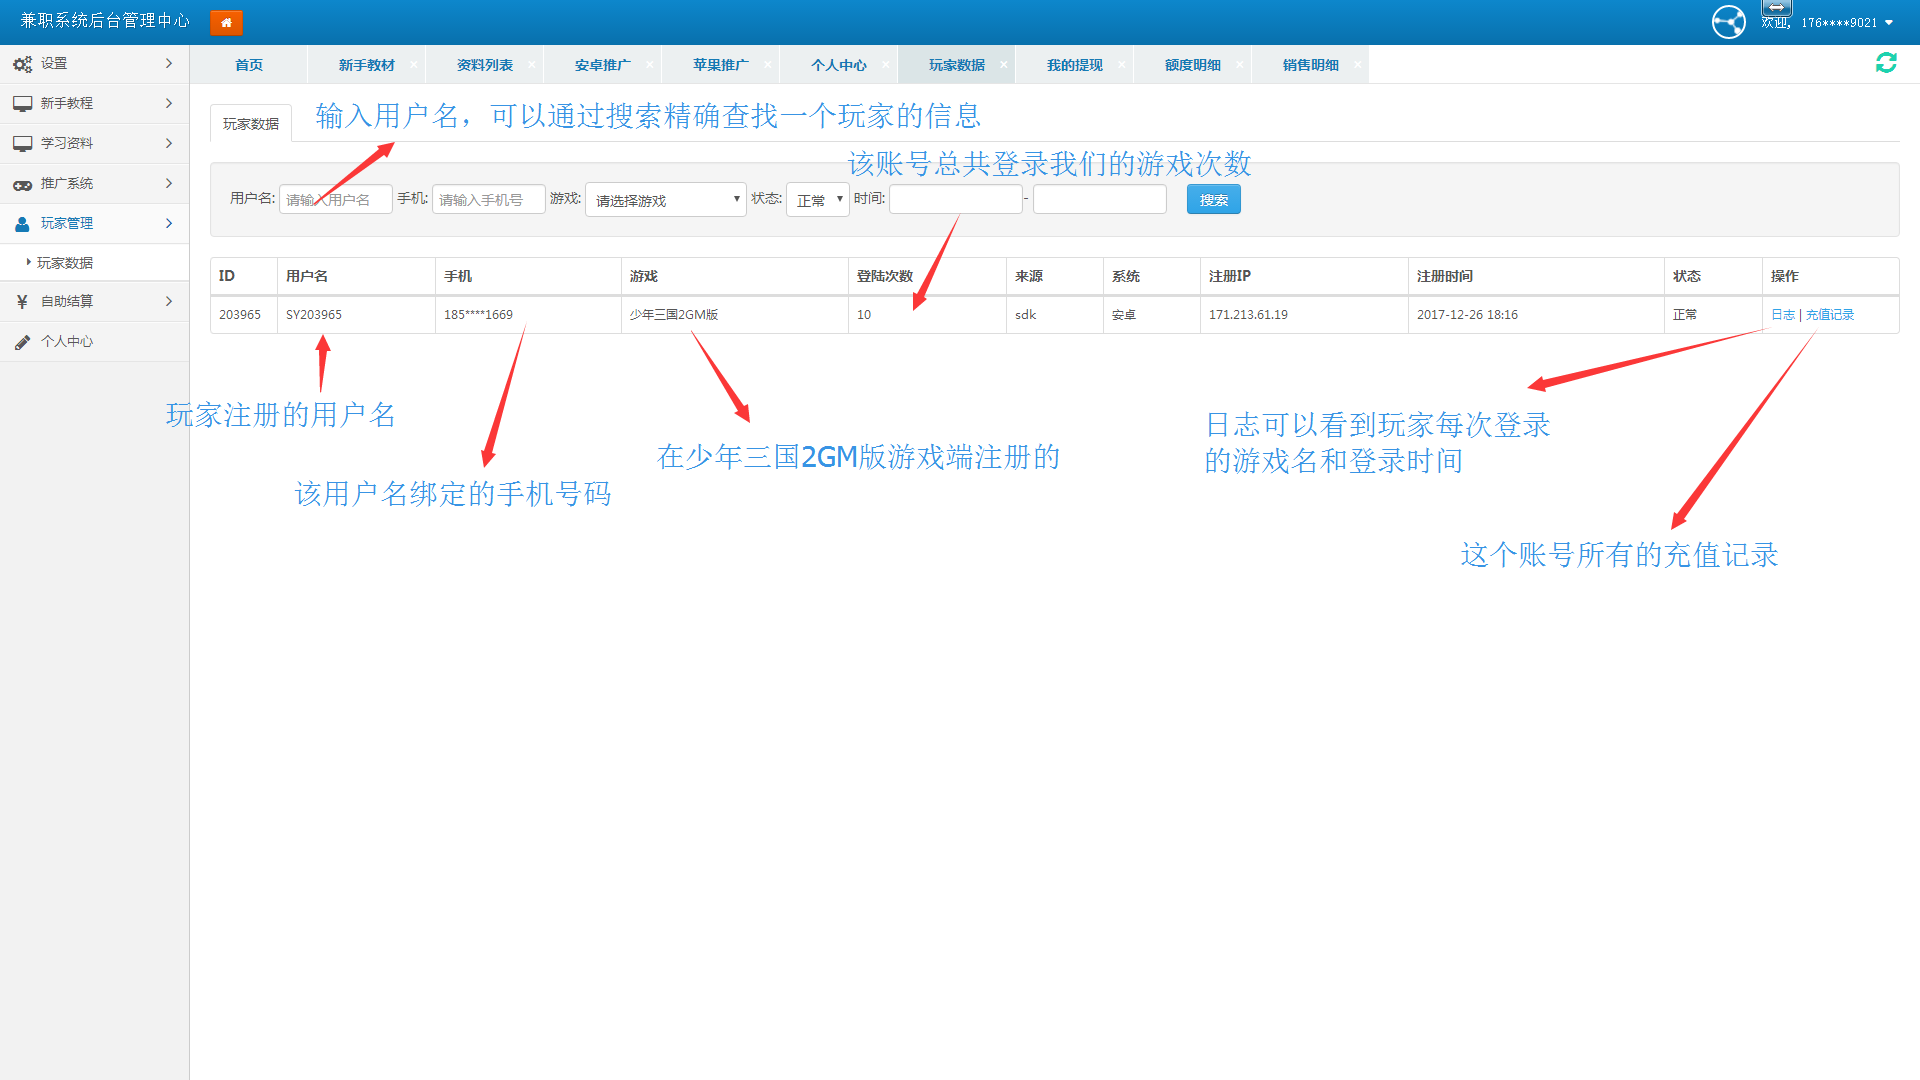 兼职系统后台管理中心
欢迎, 176****9021
设置
新手教程
学习资料
推广系统
玩家管理
玩家数据
自助结算
个人中心
首页 新手教材 资料列表 安卓推广 苹果推广 个人中心 玩家数据 我的提现 额度明细 销售明细
玩家数据
输入用户名，可以通过搜索精确查找一个玩家的信息
该账号总共登录我们的游戏次数
用户名: 请输入用户名 手机: 请输入手机号 游戏: 请选择游戏 状态: 正常 时间: - 搜索
ID 用户名 手机 游戏 登陆次数 来源 系统 注册IP 注册时间 状态 操作
203965 SY203965 185****1669 少年三国2GM版 10 sdk 安卓 171.213.61.19 2017-12-26 18:16 正常 日志 | 充值记录
玩家注册的用户名
该用户名绑定的手机号码
在少年三国2GM版游戏端注册的
日志可以看到玩家每次登录
的游戏名和登录时间
这个账号所有的充值记录